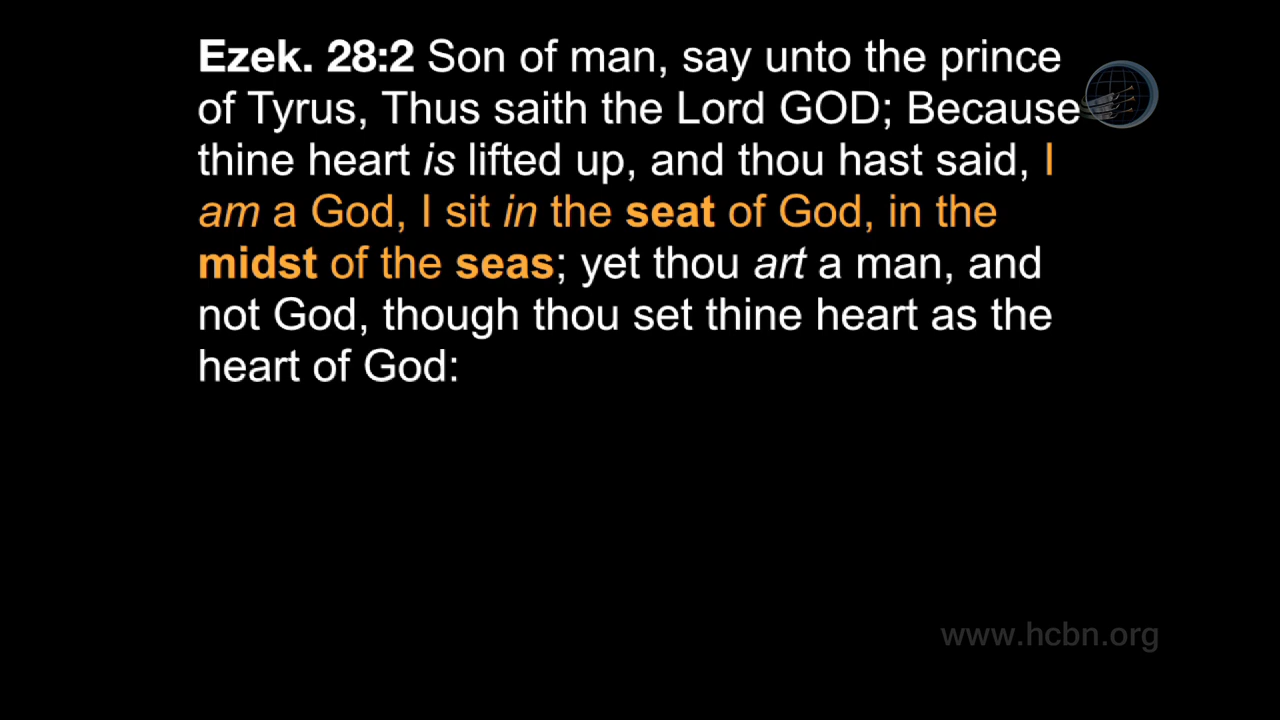 Ezek. 28:2 Son of man, say unto the prince
of Tyrus, Thus saith the Lord GOD; Because
thine heart is lifted up, and thou hast said, I
am a God, I sit in the seat of God, in the
midst of the seas; yet thou art a man, and
not God, though thou set thine heart as the
heart of God:
www.hcbn.org